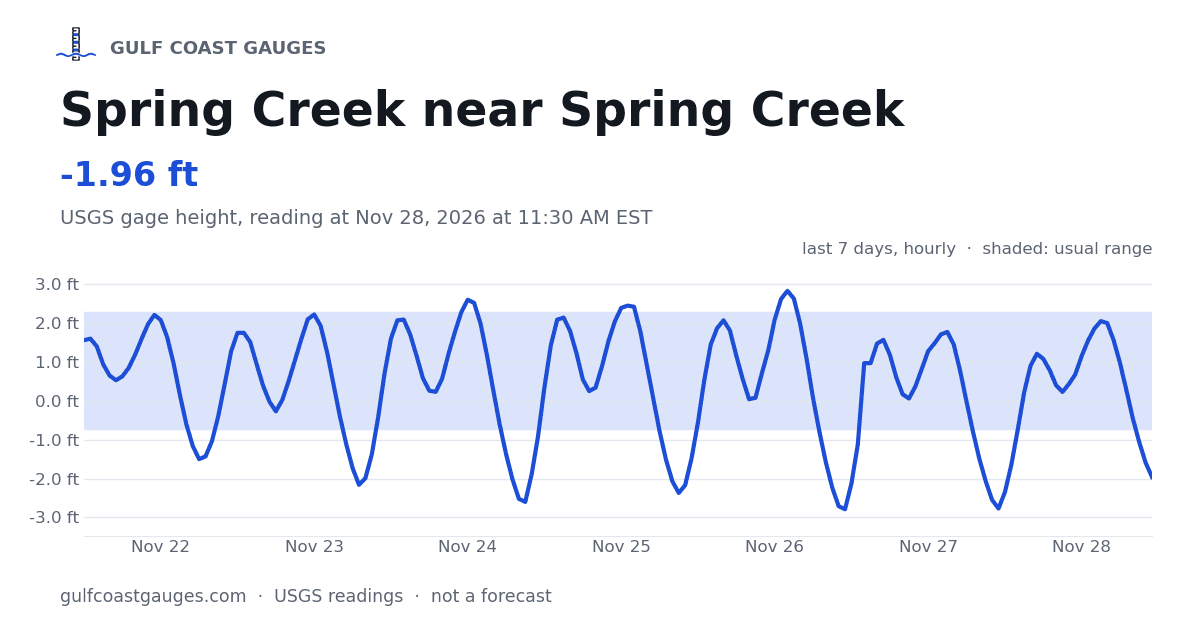 GULF COAST GAUGES
Spring Creek near Spring Creek
-1.96 ft
USGS gage height, reading at Nov 28, 2026 at 11:30 AM EST
last 7 days, hourly · shaded: usual range
3.0 ft
2.0 ft
1.0 ft
0.0 ft
-1.0 ft
-2.0 ft
-3.0 ft
Nov 22 Nov 23 Nov 24 Nov 25 Nov 26 Nov 27 Nov 28
gulfcoastgauges.com · USGS readings · not a forecast